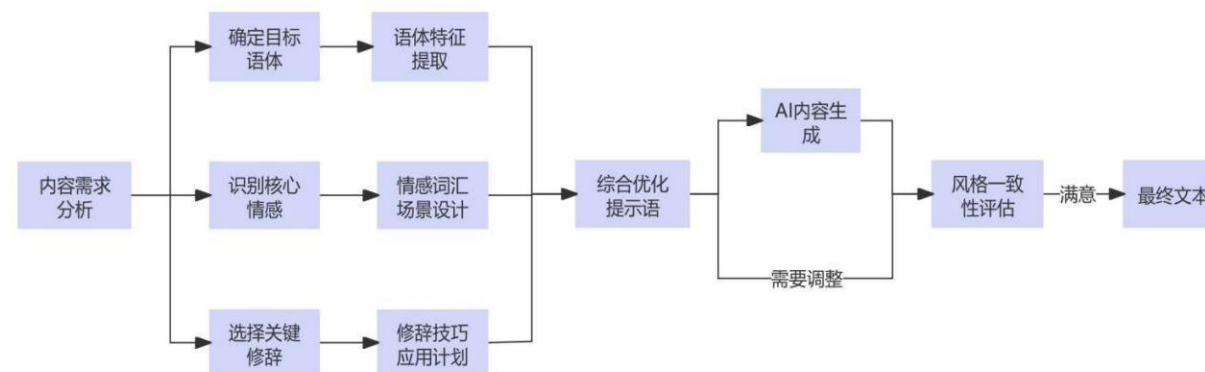 确定目标
语体
语体特征
提取
AI内容生
成
内容需求
分析
识别核心
情感
情感词汇
场景设计
综合优化
提示语
风格一致
性评估
满意
最终文本
需要调整
选择关键
修辞
修辞技巧
应用计划